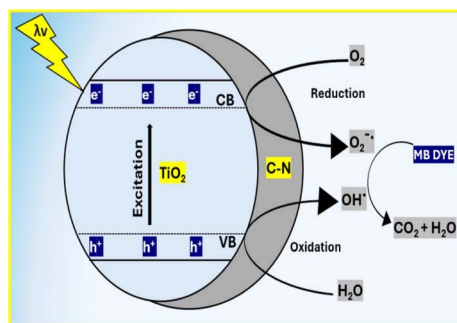 λν
e⁻ e⁻ e⁻
CB
O₂
Reduction
O₂⁻·
MB DYE
Excitation
TiO₂
C-N
OH·
CO₂ + H₂O
VB
h⁺ h⁺ h⁺
Oxidation
H₂O